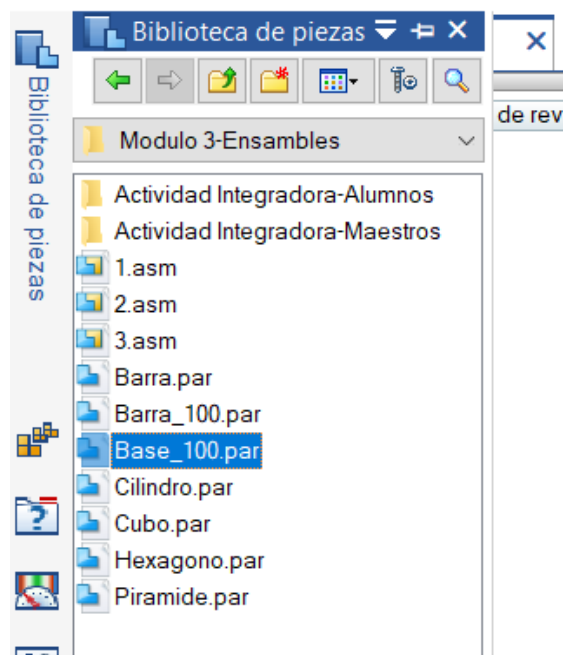 Biblioteca de piezas
Biblioteca de piezas
de rev
Modulo 3-Ensambles
Actividad Integradora-Alumnos
Actividad Integradora-Maestros
1.asm
2.asm
3.asm
Barra.par
Barra_100.par
Base_100.par
Cilindro.par
Cubo.par
Hexagono.par
Piramide.par